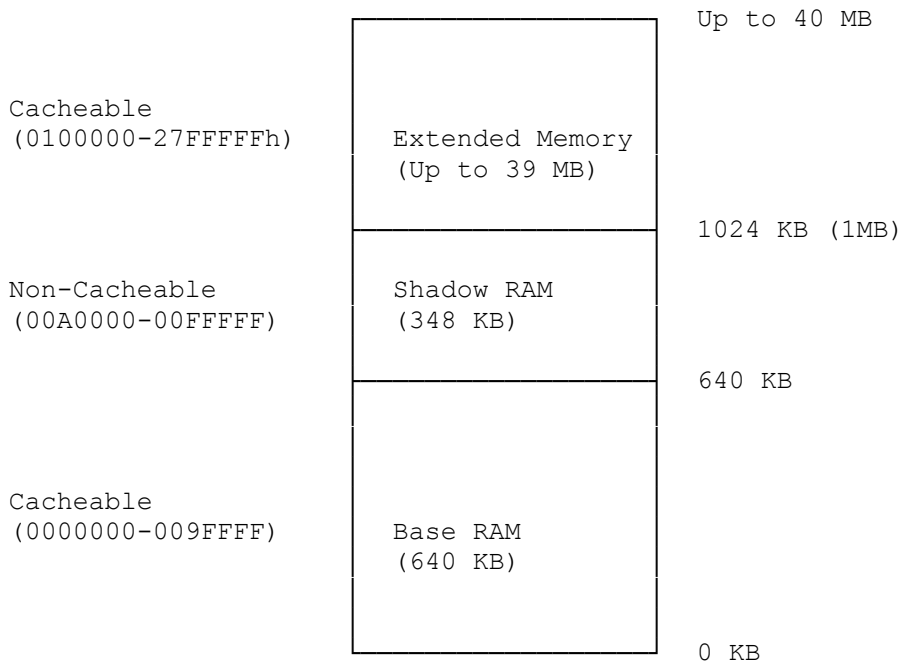 Up to 40 MB
Cacheable
(0100000-27FFFFFh)
Extended Memory
(Up to 39 MB)
1024 KB (1MB)
Non-Cacheable
(00A0000-00FFFFF)
Shadow RAM
(348 KB)
640 KB
Cacheable
(0000000-009FFFF)
Base RAM
(640 KB)
0 KB